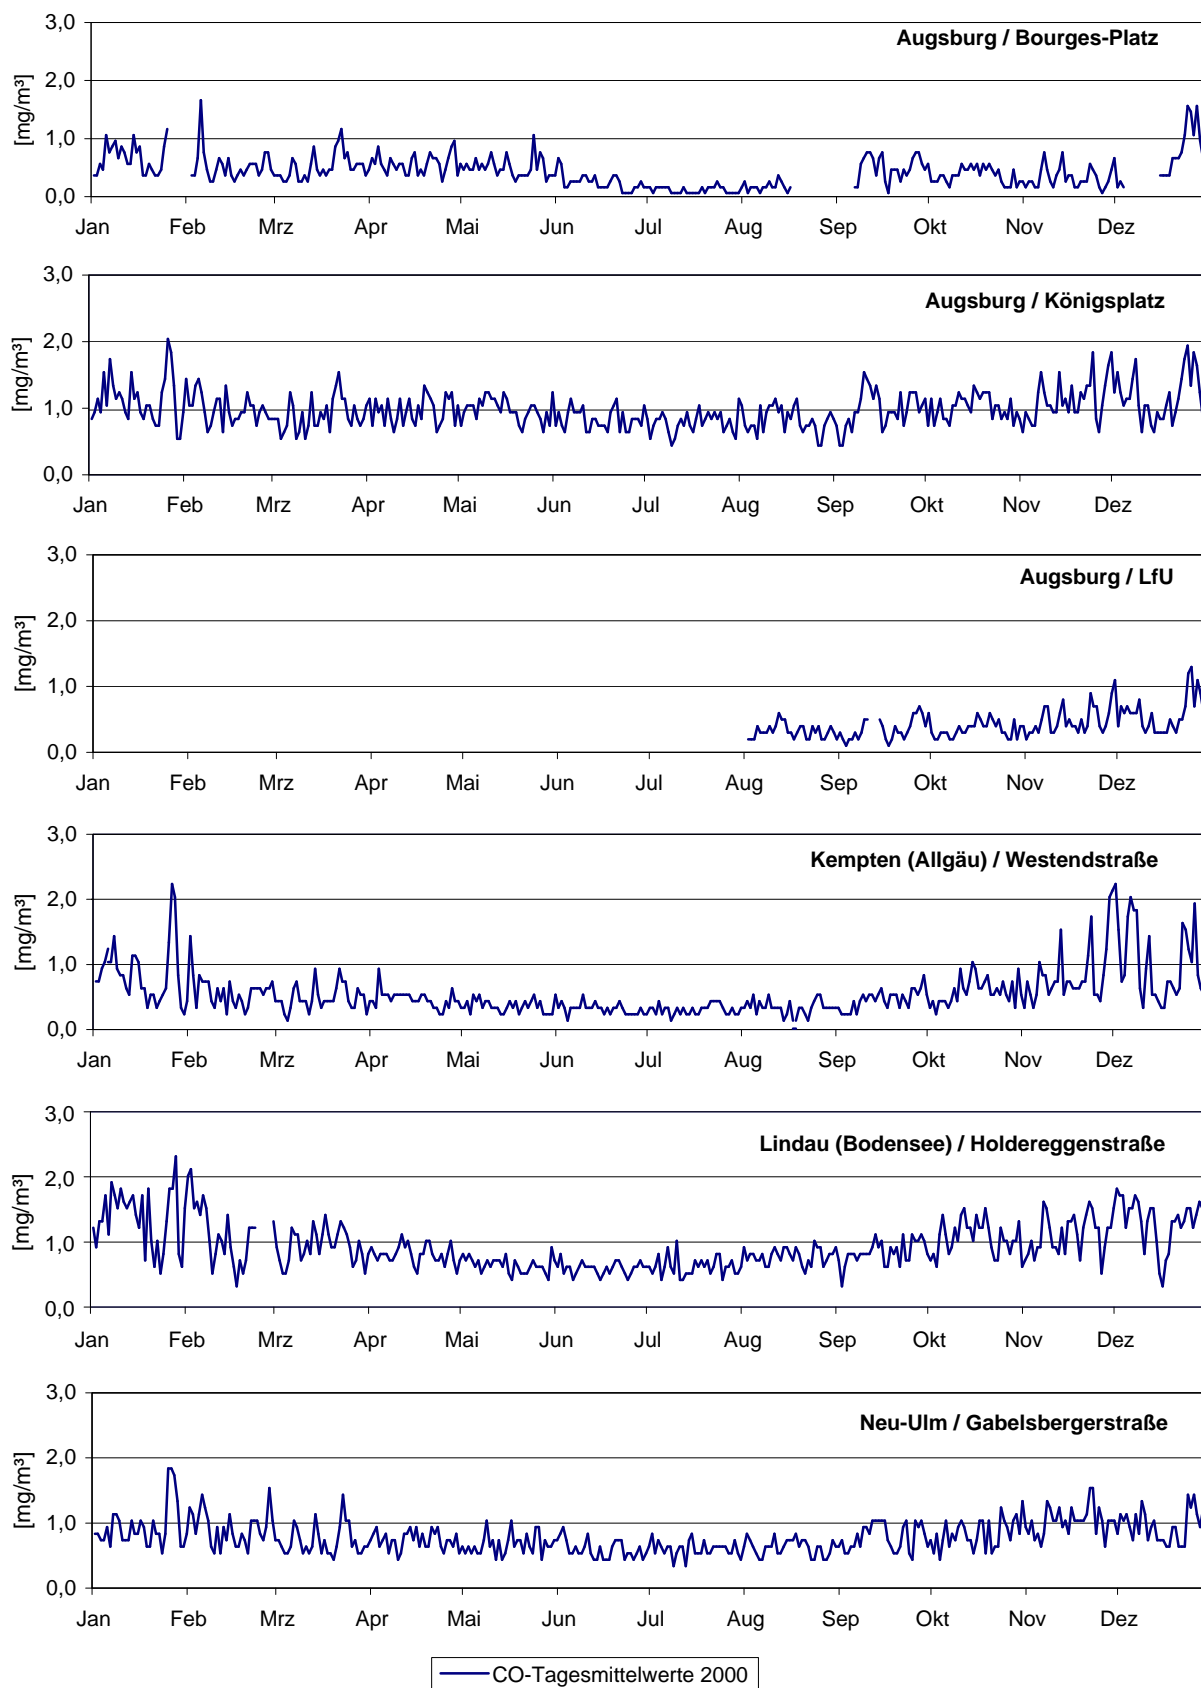 3,0
Augsburg / Bourges-Platz
2,0
[mg/m³]
1,0
0,0
Jan Feb Mrz Apr Mai Jun Jul Aug Sep Okt Nov Dez
3,0
Augsburg / Königsplatz
2,0
[mg/m³]
1,0
0,0
Jan Feb Mrz Apr Mai Jun Jul Aug Sep Okt Nov Dez
3,0
Augsburg / LfU
2,0
[mg/m³]
1,0
0,0
Jan Feb Mrz Apr Mai Jun Jul Aug Sep Okt Nov Dez
3,0
Kempten (Allgäu) / Westendstraße
2,0
[mg/m³]
1,0
0,0
Jan Feb Mrz Apr Mai Jun Jul Aug Sep Okt Nov Dez
3,0
Lindau (Bodensee) / Holdereggenstraße
2,0
[mg/m³]
1,0
0,0
Jan Feb Mrz Apr Mai Jun Jul Aug Sep Okt Nov Dez
3,0
Neu-Ulm / Gabelsbergerstraße
2,0
[mg/m³]
1,0
0,0
Jan Feb Mrz Apr Mai Jun Jul Aug Sep Okt Nov Dez
CO-Tagesmittelwerte 2000